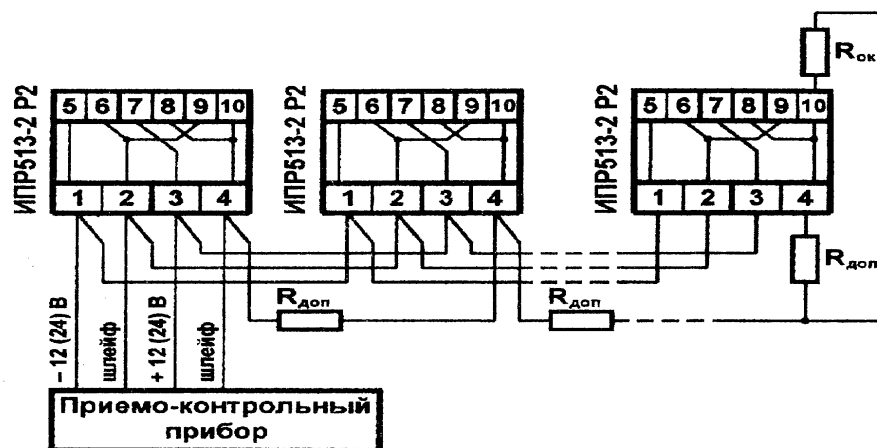 Rок
ИПР513-2 Р2
5 6 7 8 9 10
1 2 3 4
ИПР513-2 Р2
5 6 7 8 9 10
1 2 3 4
ИПР513-2 Р2
5 6 7 8 9 10
1 2 3 4
Rдоп
Rдоп
Rдоп
– 12 (24) В
шлейф
+ 12 (24) В
шлейф
Приемо-контрольный
прибор